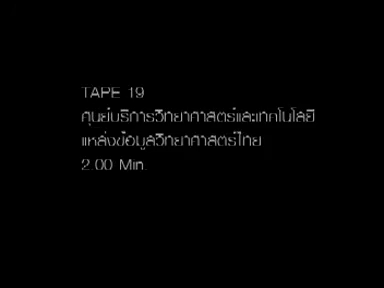 TAPE 19
ศูนย์บริการวิทยาศาสตร์และเทคโนโลยี
แหล่งข้อมูลวิทยาศาสตร์ไทย
2.00 Min.